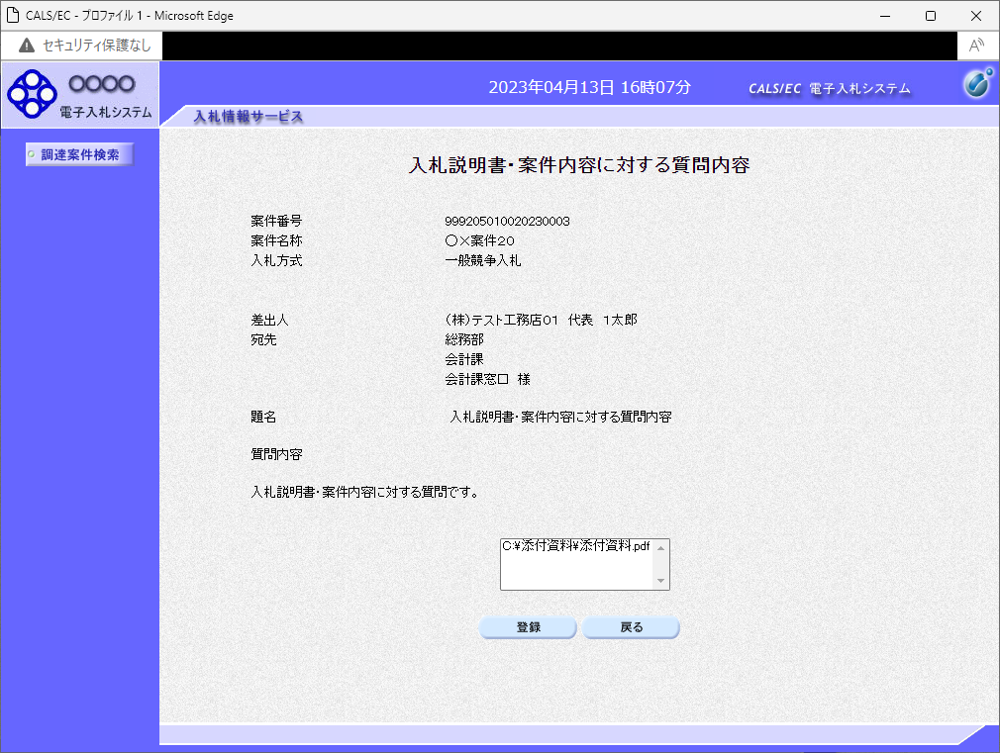 CALS/EC - プロファイル 1 - Microsoft Edge
セキュリティ保護なし
〇〇〇〇
電子入札システム
2023年04月13日 16時07分
CALS/EC 電子入札システム
入札情報サービス
調達案件検索
入札説明書・案件内容に対する質問内容
案件番号 999205010020230003
案件名称 〇×案件２０
入札方式 一般競争入札
差出人 （株）テスト工務店０１　代表　１太郎
宛先 総務部
会計課
会計課窓口　様
題名 入札説明書・案件内容に対する質問内容
質問内容
入札説明書・案件内容に対する質問です。
C:¥添付資料¥添付資料.pdf
登録 戻る